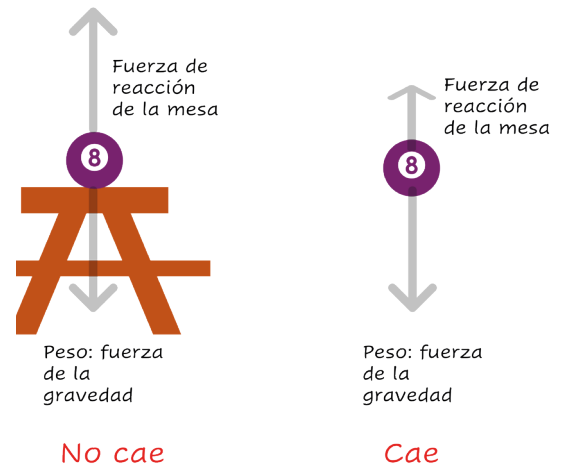 Fuerza de
reacción
de la mesa
8
Peso: fuerza
de la
gravedad
No cae
Fuerza de
reacción
de la mesa
8
Peso: fuerza
de la
gravedad
Cae